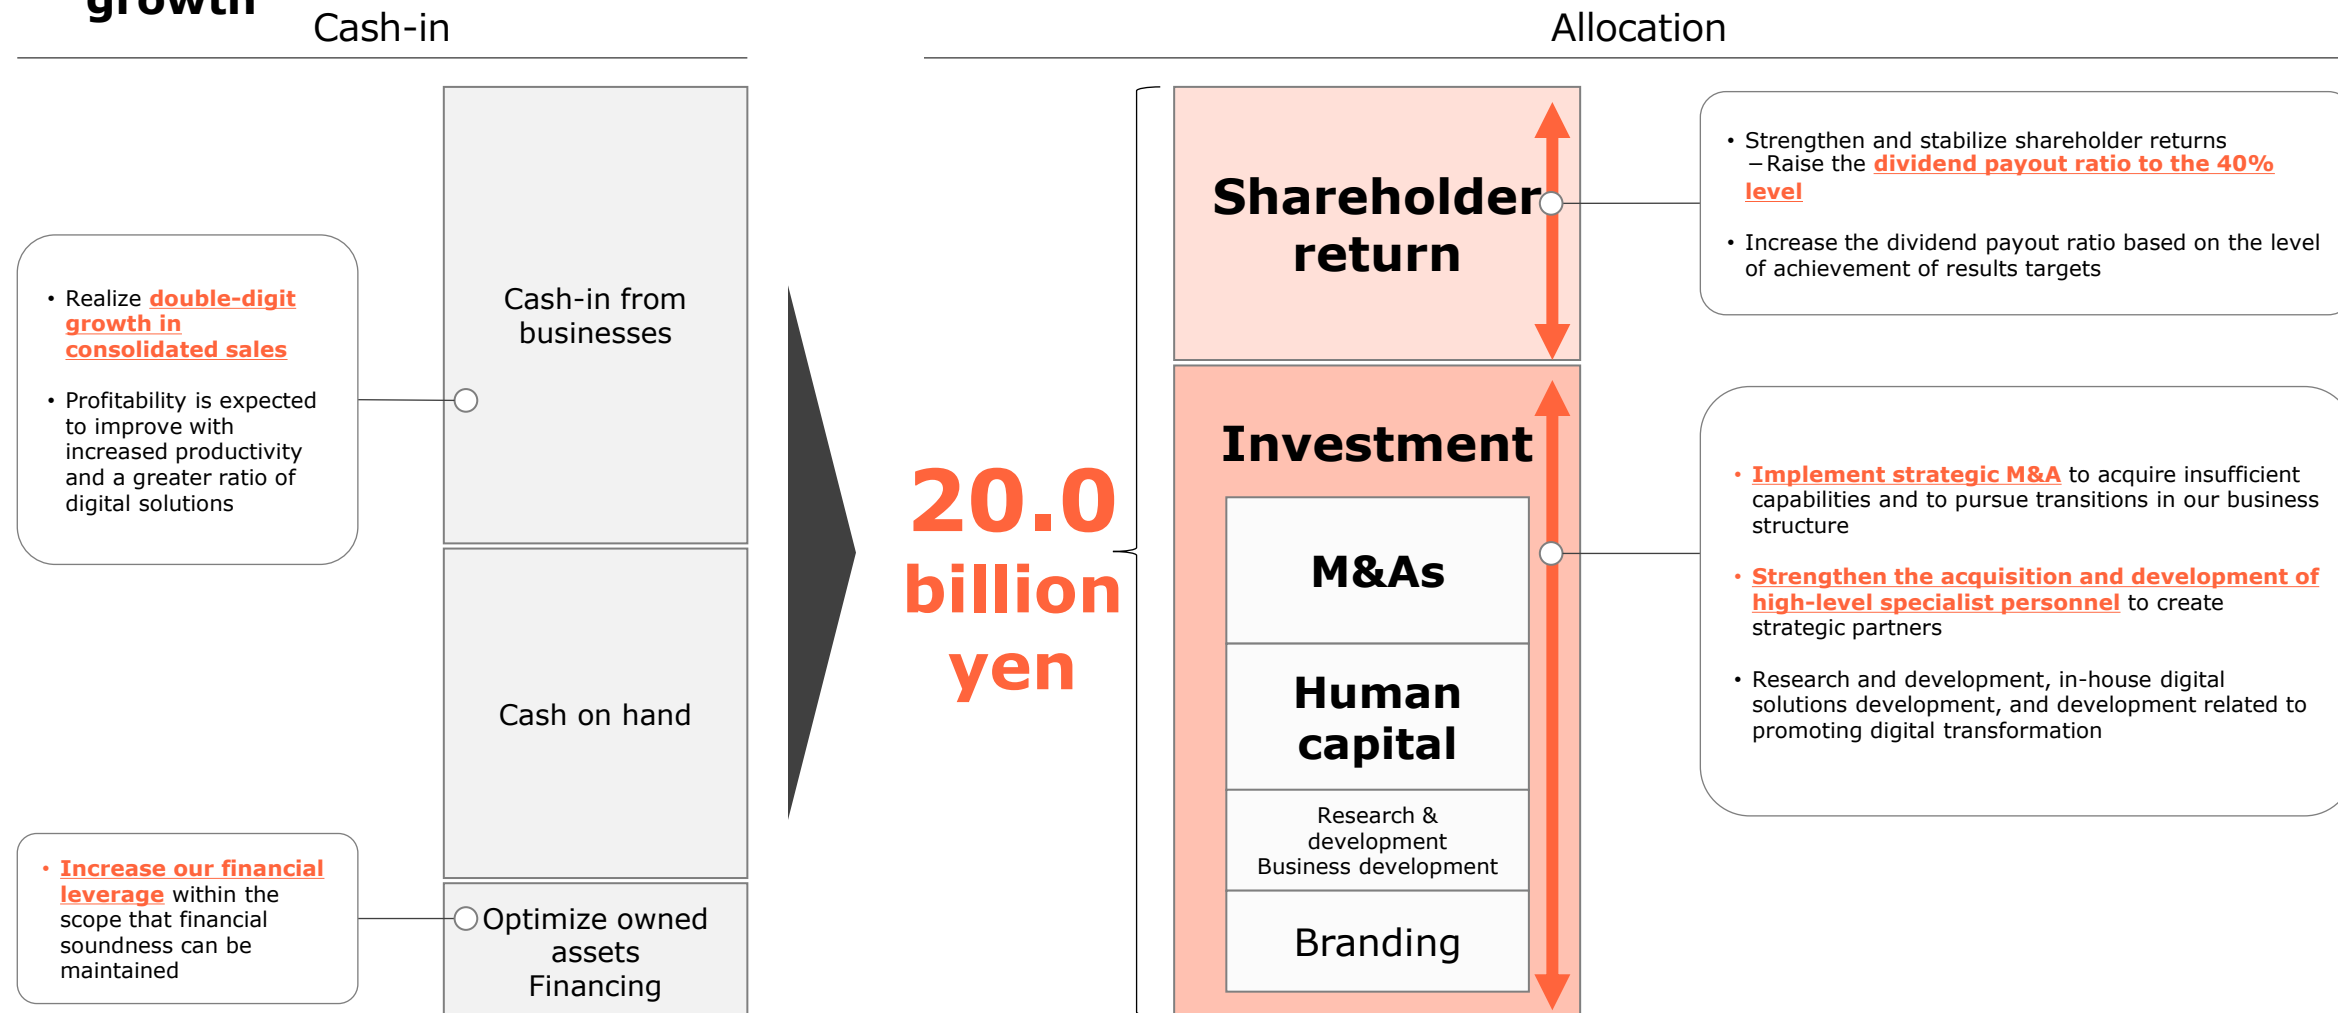 growth
Cash-in
Allocation
• Realize double-digit
growth in
consolidated sales
• Profitability is expected
to improve with
increased productivity
and a greater ratio of
digital solutions
• Increase our financial
leverage within the
scope that financial
soundness can be
maintained
Cash-in from
businesses
Cash on hand
Optimize owned
assets
Financing
20.0
billion
yen
Shareholder
return
Investment
M&As
Human
capital
Research &
development
Business development
Branding
• Strengthen and stabilize shareholder returns
－Raise the dividend payout ratio to the 40%
level
• Increase the dividend payout ratio based on the level
of achievement of results targets
• Implement strategic M&A to acquire insufficient
capabilities and to pursue transitions in our business
structure
• Strengthen the acquisition and development of
high-level specialist personnel to create
strategic partners
• Research and development, in-house digital
solutions development, and development related to
promoting digital transformation